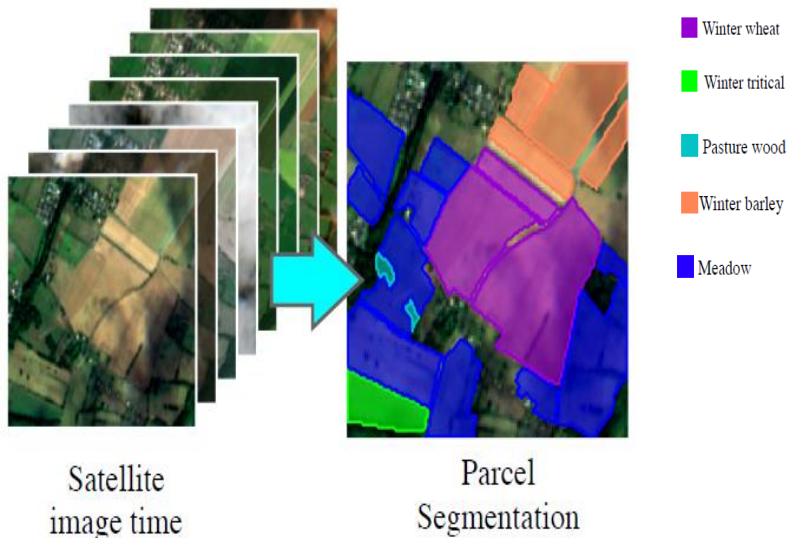 Winter wheat
Winter tritical
Pasture wood
Winter barley
Meadow
Satellite
image time
Parcel
Segmentation